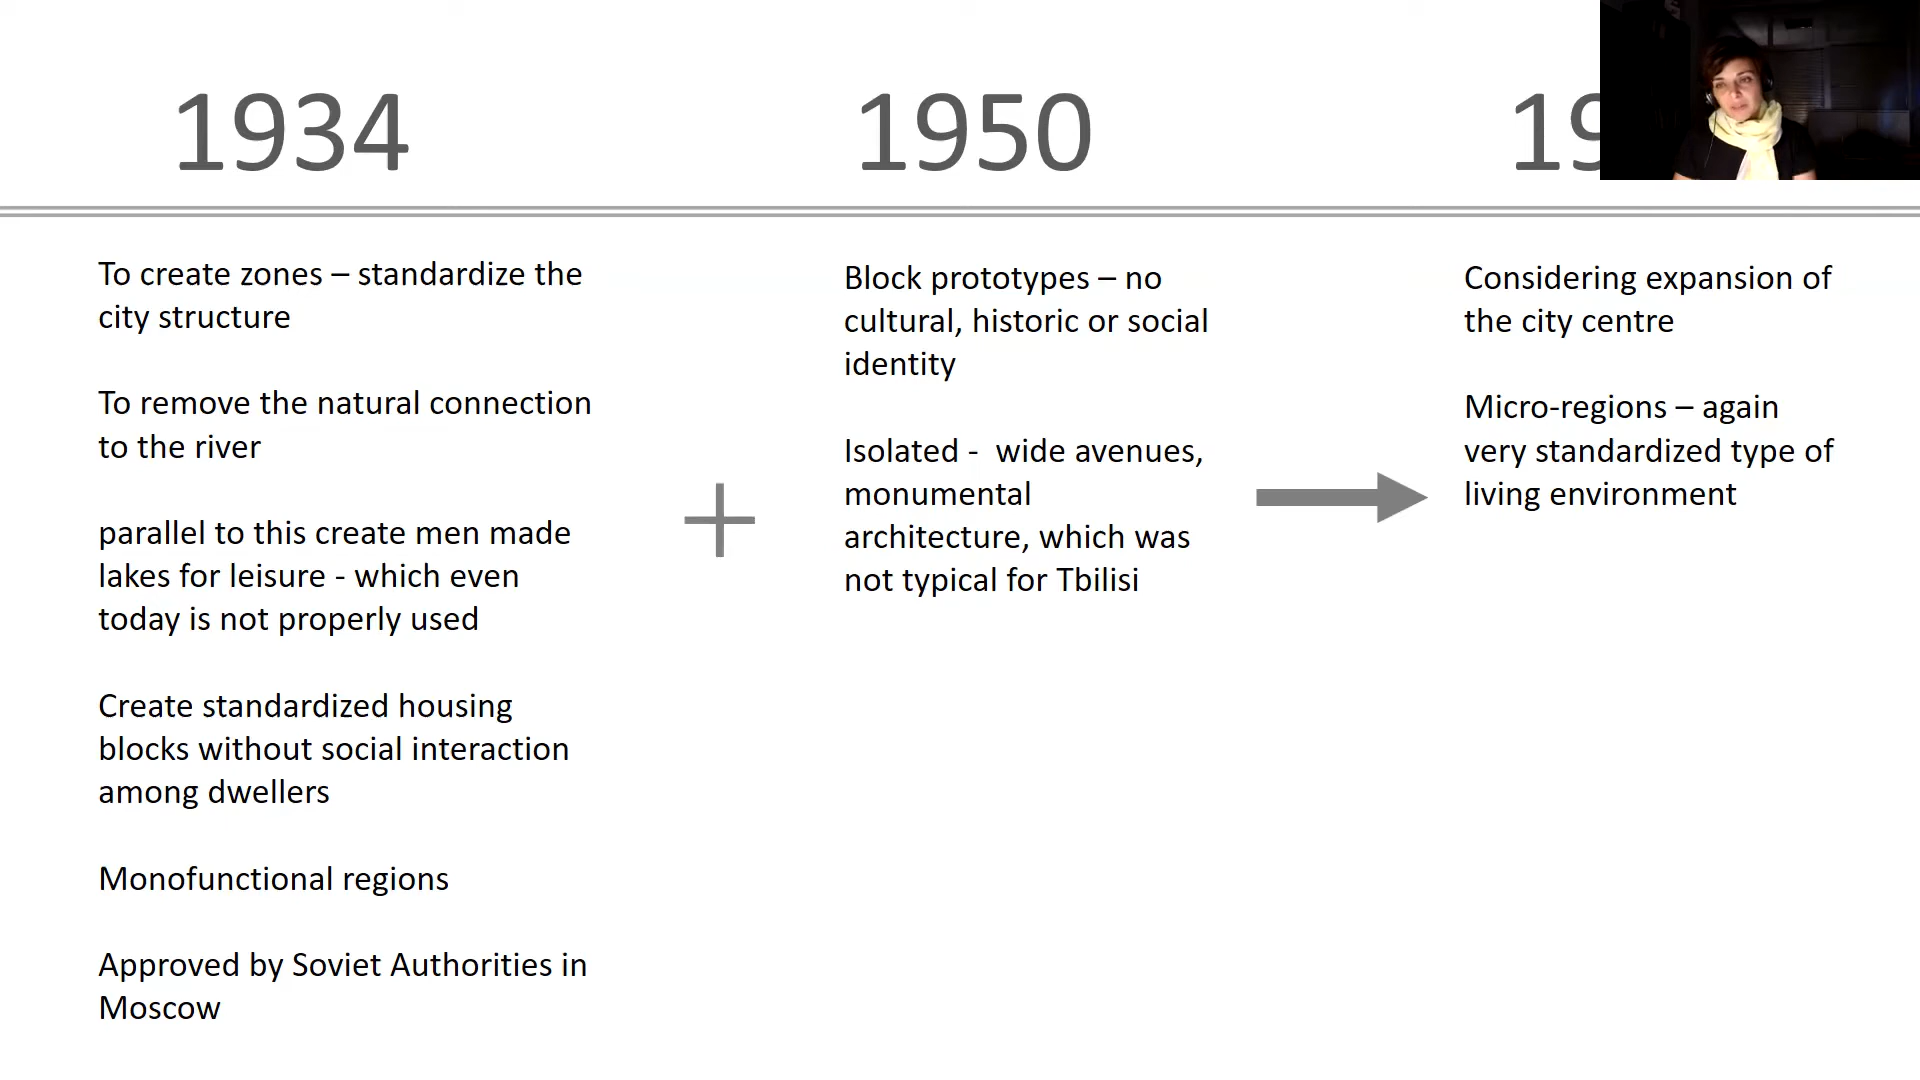 1934
1950
To create zones – standardize the
city structure
To remove the natural connection
to the river
parallel to this create men made
lakes for leisure - which even
today is not properly used
Create standardized housing
blocks without social interaction
among dwellers
Monofunctional regions
Approved by Soviet Authorities in
Moscow
+
Block prototypes – no
cultural, historic or social
identity
Isolated -  wide avenues,
monumental
architecture, which was
not typical for Tbilisi
Considering expansion of
the city centre
Micro-regions – again
very standardized type of
living environment